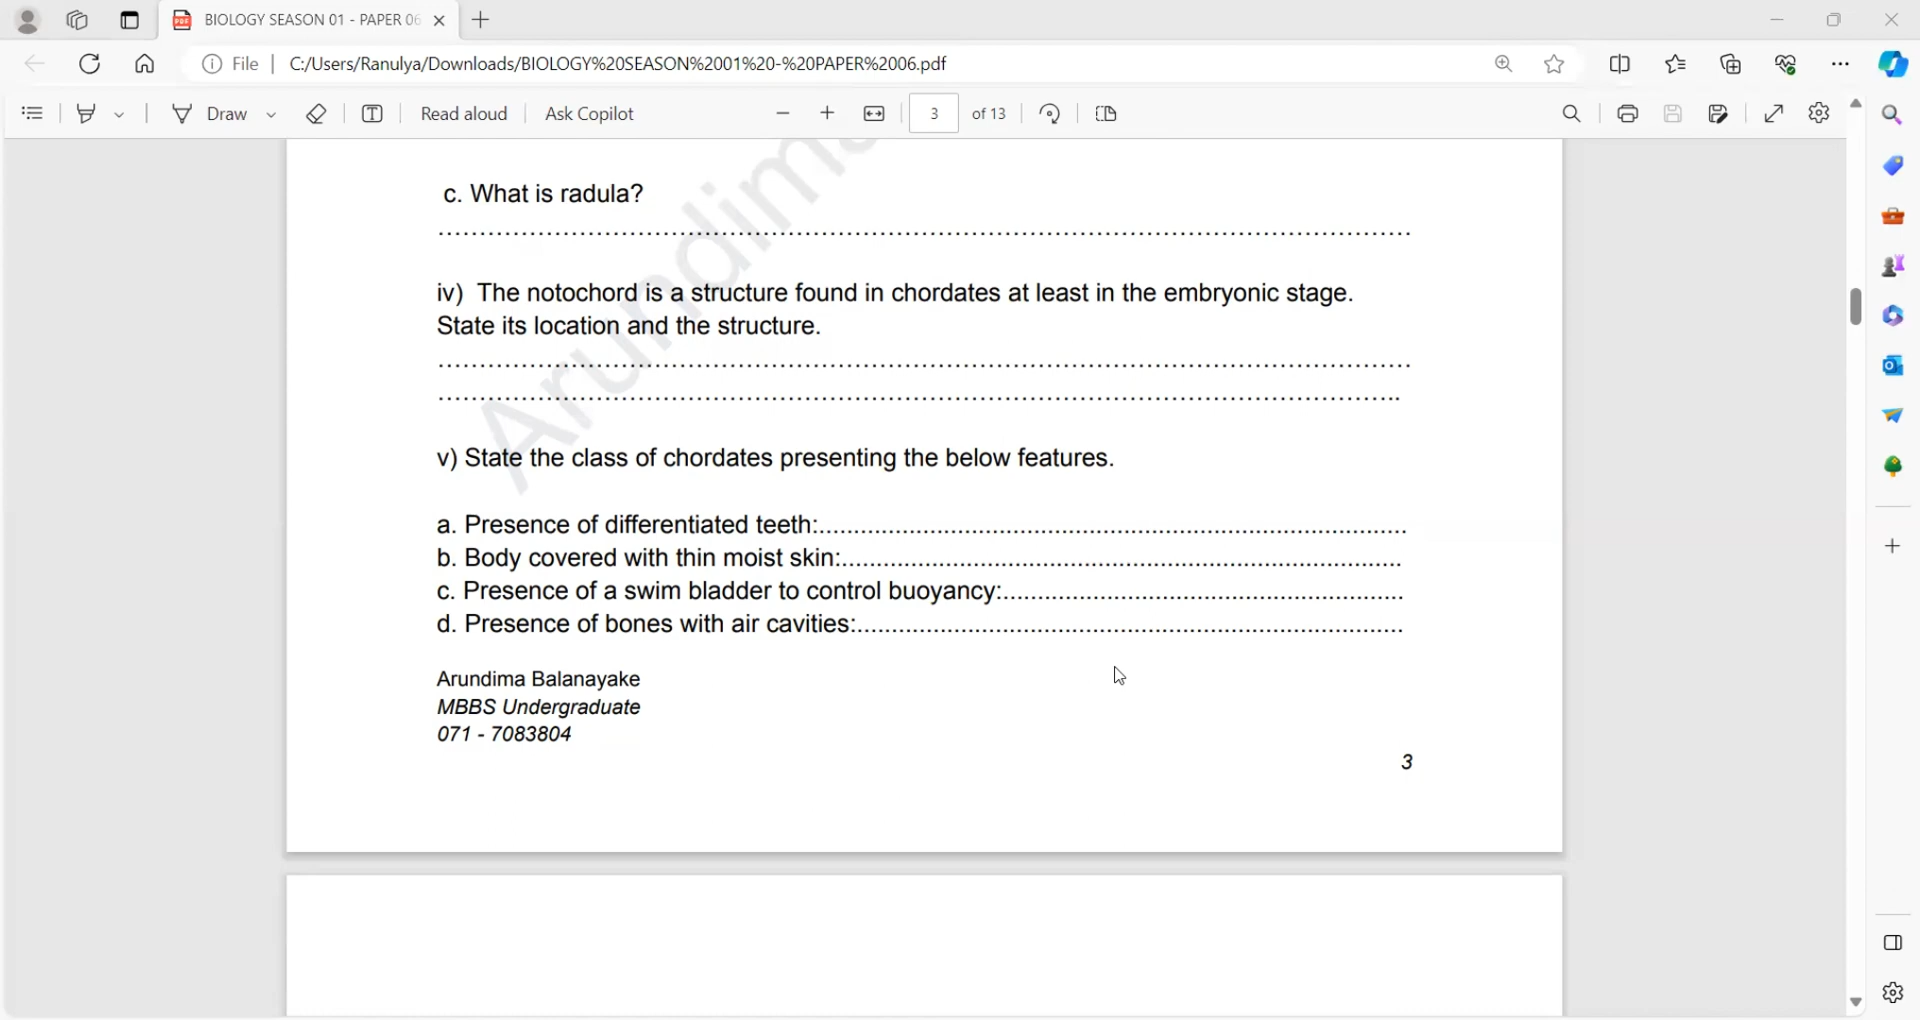 BIOLOGY SEASON 01 - PAPER 06
File
C:/Users/Ranulya/Downloads/BIOLOGY%20SEASON%2001%20-%20PAPER%2006.pdf
Draw
Read aloud
Ask Copilot
3
of 13
c. What is radula?
iv) The notochord is a structure found in chordates at least in the embryonic stage.
State its location and the structure.
v) State the class of chordates presenting the below features.
a. Presence of differentiated teeth:
b. Body covered with thin moist skin:
c. Presence of a swim bladder to control buoyancy:
d. Presence of bones with air cavities:
Arundima Balanayake
MBBS Undergraduate
071 - 7083804
3
Arundima